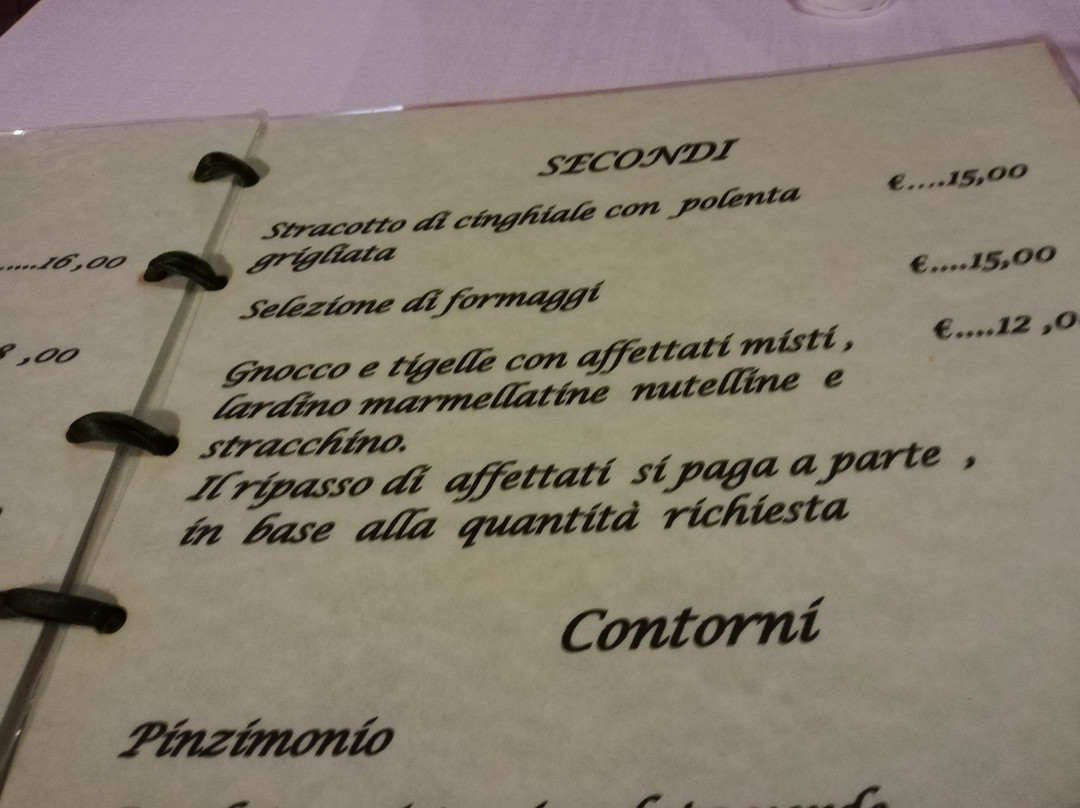 SECONDI
Stracotto di cinghiale con polenta €....15,00
grigliata
Selezione di formaggi €....15,00
Gnocco e tigelle con affettati misti , €....12 ,0
lardino marmellatine nutelline e
stracchino.
Il ripasso di affettati si paga a parte ,
in base alla quantità richiesta
Contorni
Pinzimonio
.....16,00
,00